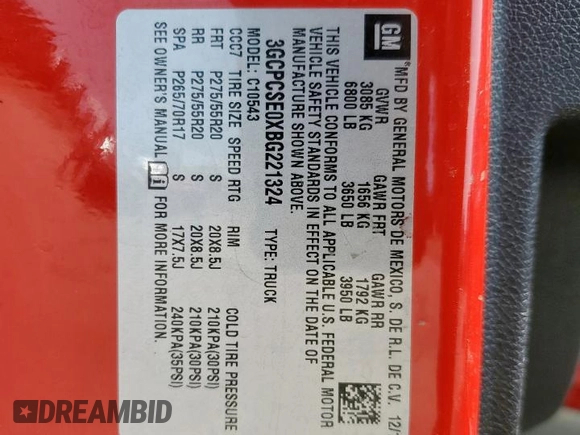 GM
®MFD BY GENERAL MOTORS DE MEXICO, S. DE R.L. DE C.V. 12/
GVWR GAWR FRT GAWR RR
3085 KG 1656 KG 1792 KG
6800 LB 3650 LB 3950 LB
THIS VEHICLE CONFORMS TO ALL APPLICABLE U.S. FEDERAL MOTOR
VEHICLE SAFETY STANDARDS IN EFFECT ON THE DATE OF
MANUFACTURE SHOWN ABOVE.
3GCPCSE0XBG221324 TYPE: TRUCK
MODEL: C10543
CCC7 TIRE SIZE SPEED RTG RIM COLD TIRE PRESSURE
FRT P275/55R20 S 20X8.5J 210KPA(30PSI)
RR P275/55R20 S 20X8.5J 210KPA(30PSI)
SPA P265/70R17 S 17X7.5J 240KPA(35PSI)
SEE OWNER'S MANUAL FOR MORE INFORMATION.
DREAMBID